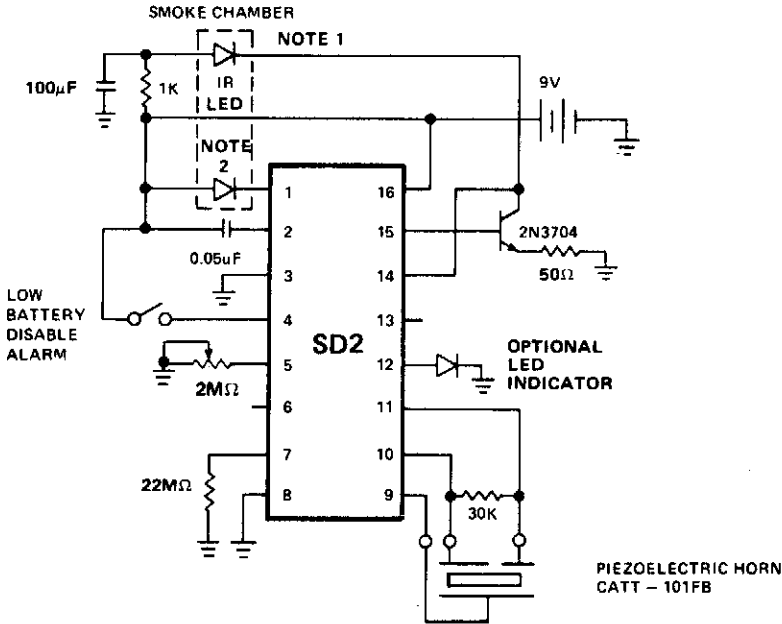 SMOKE CHAMBER
NOTE 1
100µF
1K
IR
LED
9V
NOTE
2
1
16
2
15
2N3704
0.05uF
3
14
50Ω
LOW
BATTERY
DISABLE
ALARM
4
13
SD2
5
12
OPTIONAL
LED
INDICATOR
2MΩ
6
11
7
10
22MΩ
8
9
30K
PIEZOELECTRIC HORN
CATT – 101FB